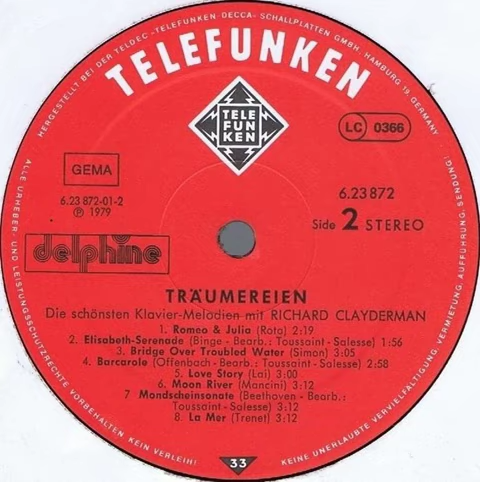 HERGESTELLT BEI DER TELDEC »TELEFUNKEN-DECCA« SCHALLPLATTEN GMBH., HAMBURG 19, GERMANY
TELEFUNKEN
TELE
FUN
KEN
LC 0366
GEMA
6.23 872-01-2
Ⓟ 1979
6.23 872
Side 2 STEREO
delphine
TRÄUMEREIEN
Die schönsten Klavier-Melodien mit RICHARD CLAYDERMAN
1. Romeo & Julia (Rota) 2:19
2. Elisabeth-Serenade (Binge - Bearb.: Toussaint - Salesse) 1:56
3. Bridge Over Troubled Water (Simon) 3:05
4. Barcarole (Offenbach - Bearb.: Toussaint - Salesse) 2:58
5. Love Story (Lai) 3:00
6. Moon River (Mancini) 3:12
7 Mondscheinsonate (Beethoven - Bearb.:
Toussaint - Salesse) 3:12
8. La Mer (Trenet) 3:12
33
ALLE URHEBER- UND LEISTUNGSSCHUTZRECHTE VORBEHALTEN KEIN VERLEIH!
KEINE UNERLAUBTE VERVIELFÄLTIGUNG, VERMIETUNG, AUFFÜHRUNG, SENDUNG!